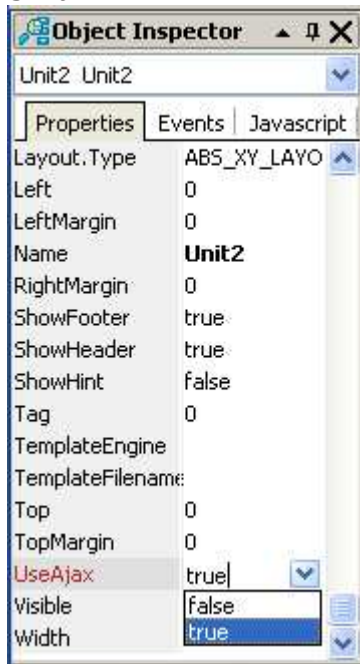 Object Inspector
Unit2 Unit2
Properties Events Javascript
Layout.Type ABS_XY_LAYO
Left 0
LeftMargin 0
Name Unit2
RightMargin 0
ShowFooter true
ShowHeader true
ShowHint false
Tag 0
TemplateEngine
TemplateFilename
Top 0
TopMargin 0
UseAjax true
Visible false
Width true